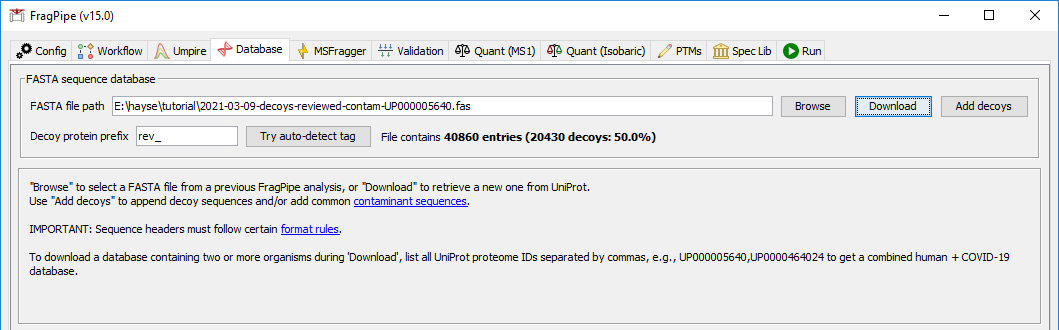 FragPipe (v15.0)
Config Workflow Umpire Database MSFragger Validation Quant (MS1) Quant (Isobaric) PTMs Spec Lib Run
FASTA sequence database
FASTA file path E:\hayse\tutorial\2021-03-09-decoys-reviewed-contam-UP000005640.fas Browse Download Add decoys
Decoy protein prefix rev_ Try auto-detect tag File contains 40860 entries (20430 decoys: 50.0%)
"Browse" to select a FASTA file from a previous FragPipe analysis, or "Download" to retrieve a new one from UniProt.
Use "Add decoys" to append decoy sequences and/or add common contaminant sequences.
IMPORTANT: Sequence headers must follow certain format rules.
To download a database containing two or more organisms during 'Download', list all UniProt proteome IDs separated by commas, e.g., UP000005640,UP0000464024 to get a combined human + COVID-19
database.